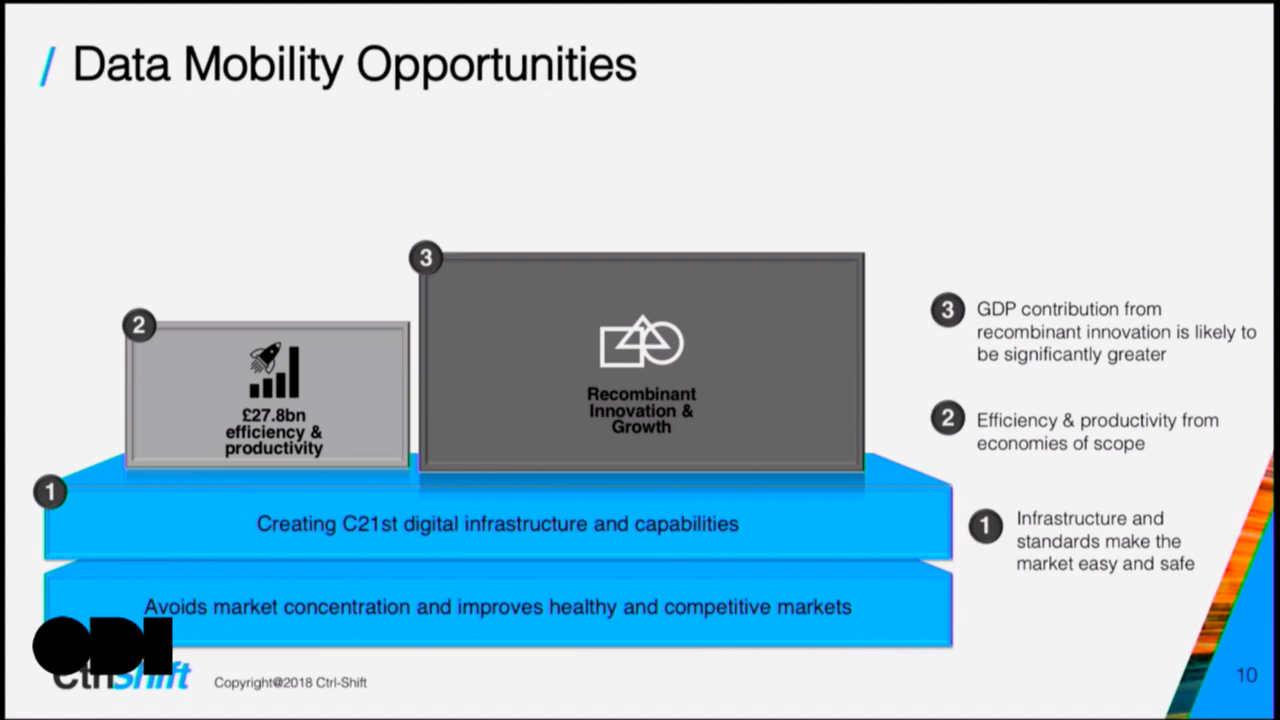 / Data Mobility Opportunities
3
2
£27.8bn
efficiency &
productivity
Recombinant
Innovation &
Growth
3
GDP contribution from
recombinant innovation is likely to
be significantly greater
2
Efficiency & productivity from
economies of scope
1
Creating C21st digital infrastructure and capabilities
1
Infrastructure and
standards make the
market easy and safe
Avoids market concentration and improves healthy and competitive markets
ODI
CtrlShift
Copyright@2018 Ctrl-Shift
10